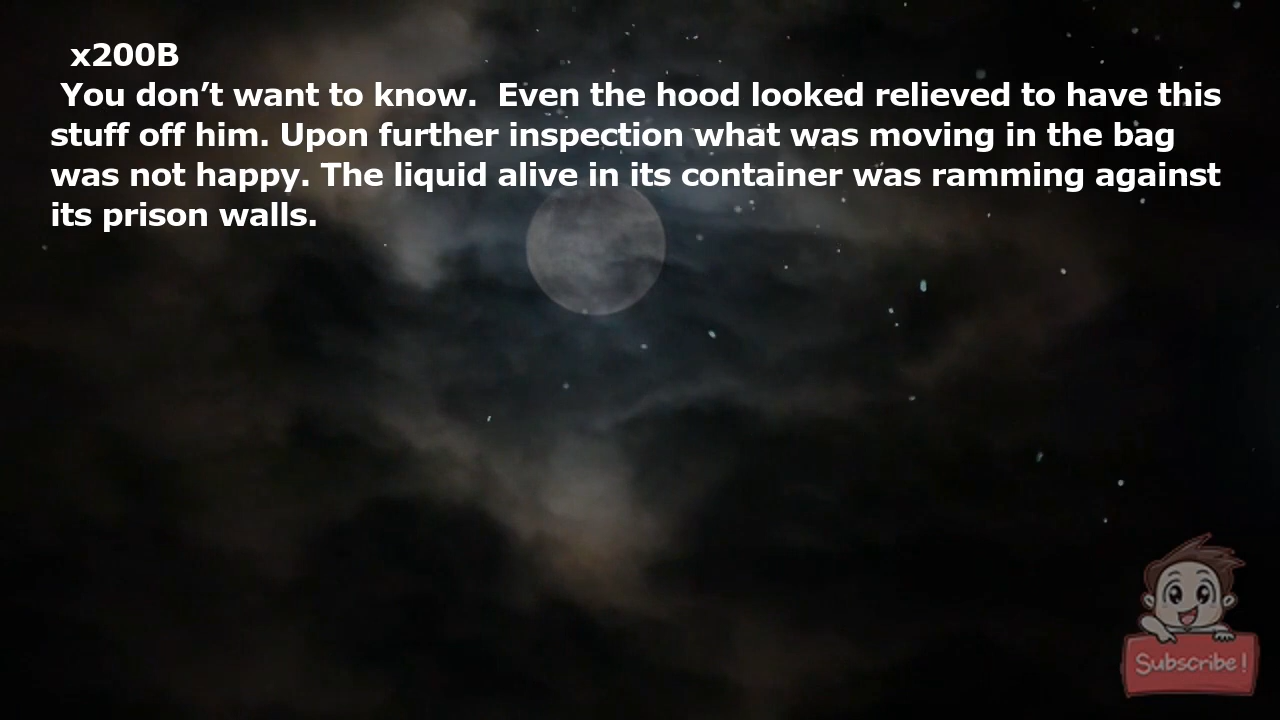 x200B
You don’t want to know.  Even the hood looked relieved to have this
stuff off him. Upon further inspection what was moving in the bag
was not happy. The liquid alive in its container was ramming against
its prison walls.
Subscribe!